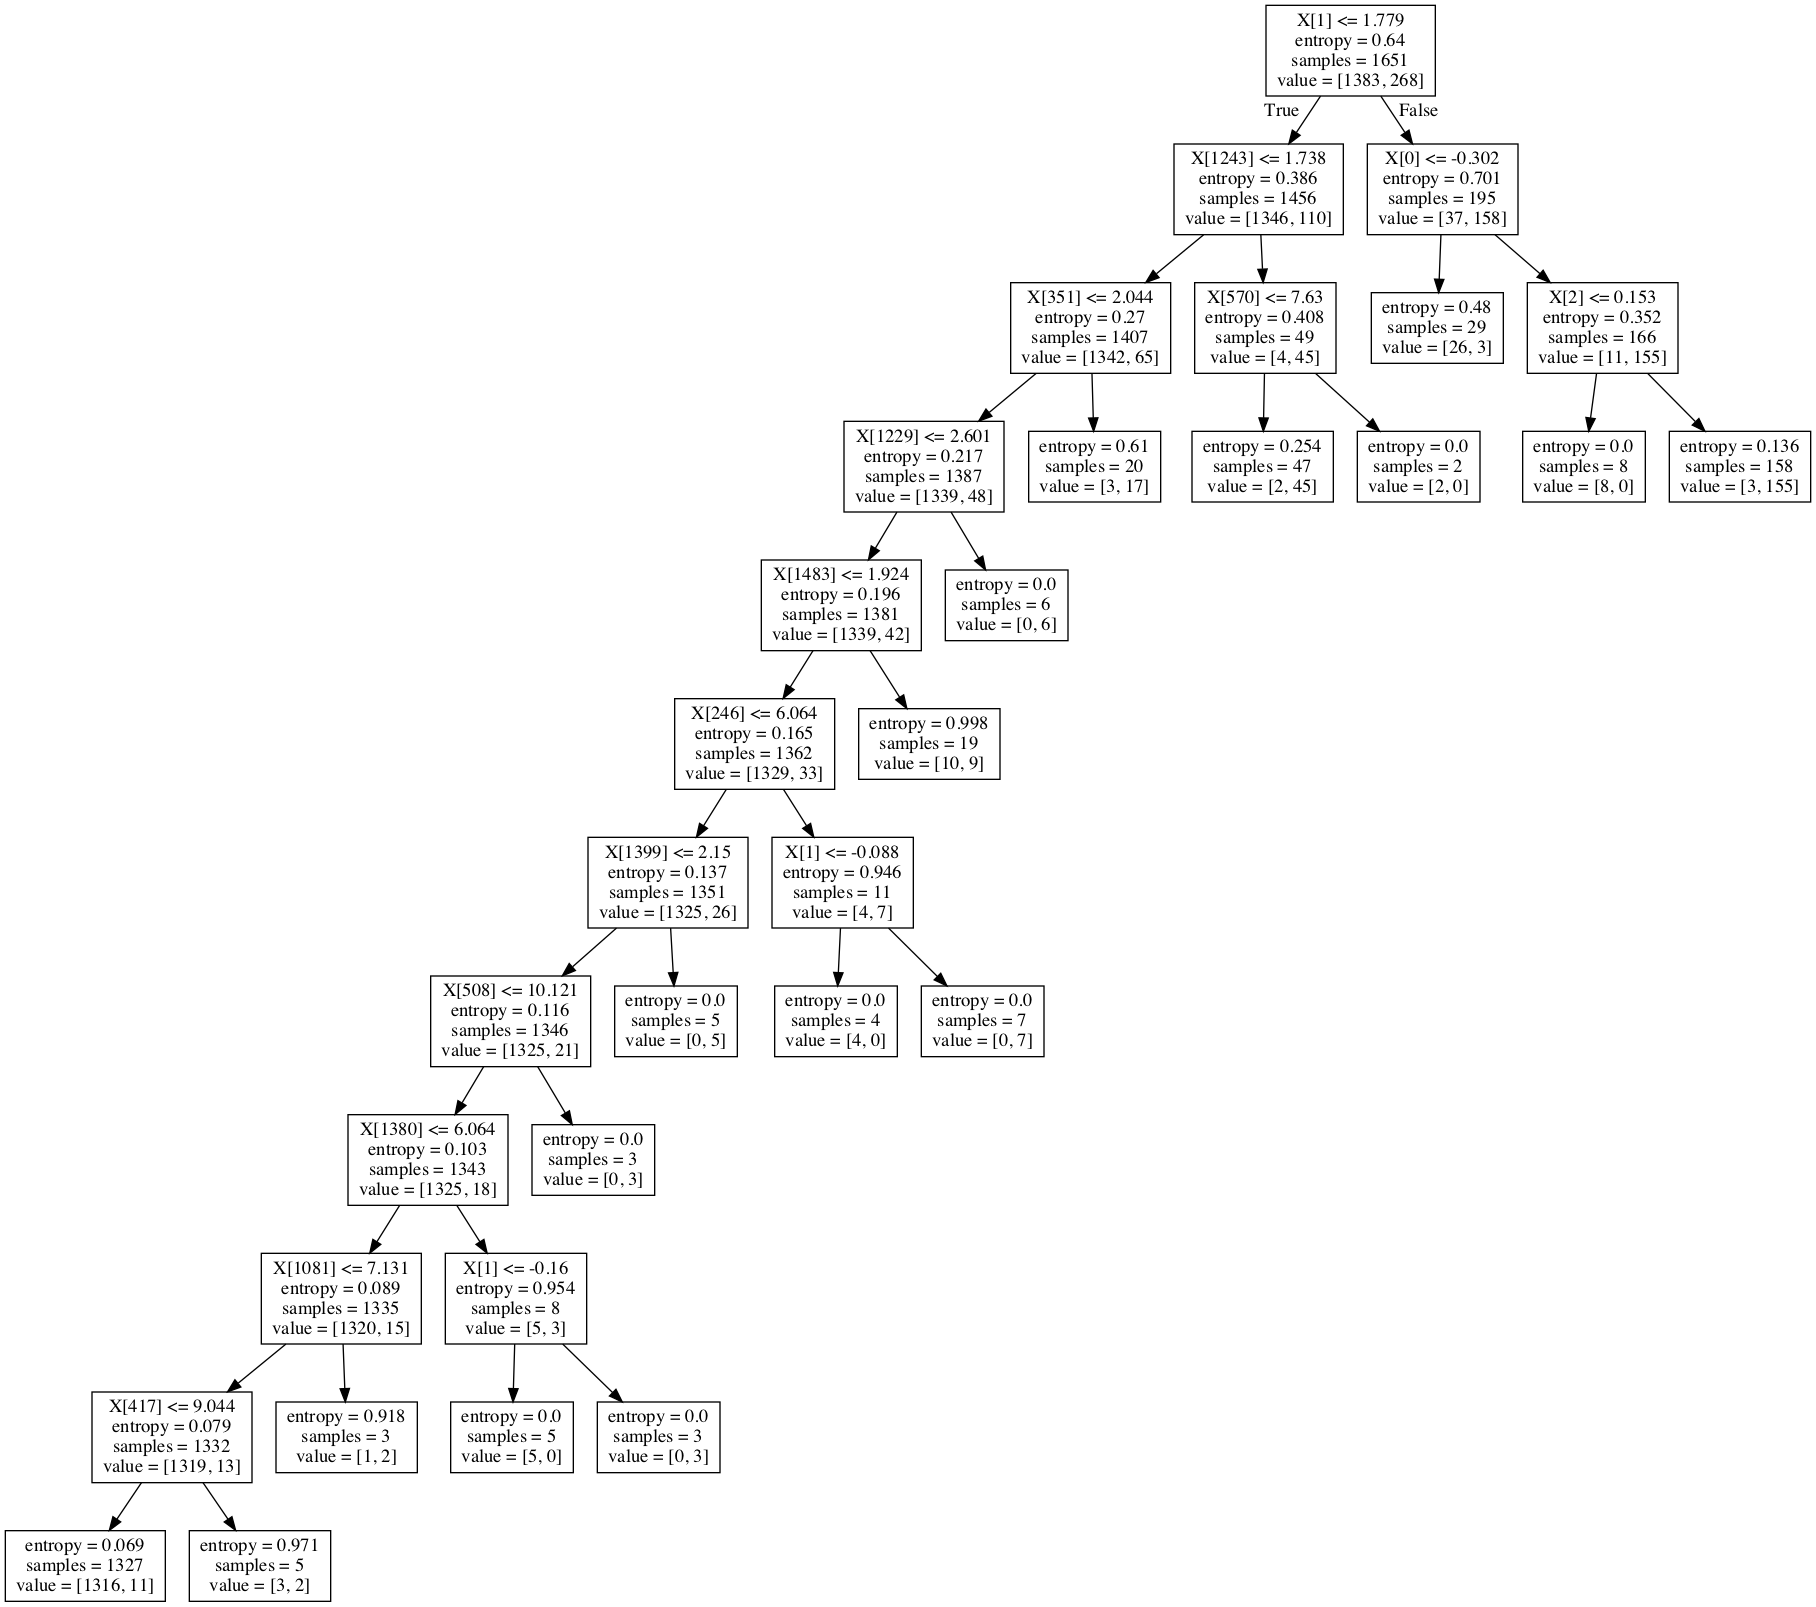 X[1] <= 1.779
entropy = 0.64
samples = 1651
value = [1383, 268]
True
False
X[1243] <= 1.738
entropy = 0.386
samples = 1456
value = [1346, 110]
X[0] <= -0.302
entropy = 0.701
samples = 195
value = [37, 158]
X[351] <= 2.044
entropy = 0.27
samples = 1407
value = [1342, 65]
X[570] <= 7.63
entropy = 0.408
samples = 49
value = [4, 45]
entropy = 0.48
samples = 29
value = [26, 3]
X[2] <= 0.153
entropy = 0.352
samples = 166
value = [11, 155]
X[1229] <= 2.601
entropy = 0.217
samples = 1387
value = [1339, 48]
entropy = 0.61
samples = 20
value = [3, 17]
entropy = 0.254
samples = 47
value = [2, 45]
entropy = 0.0
samples = 2
value = [2, 0]
entropy = 0.0
samples = 8
value = [8, 0]
entropy = 0.136
samples = 158
value = [3, 155]
X[1483] <= 1.924
entropy = 0.196
samples = 1381
value = [1339, 42]
entropy = 0.0
samples = 6
value = [0, 6]
X[246] <= 6.064
entropy = 0.165
samples = 1362
value = [1329, 33]
entropy = 0.998
samples = 19
value = [10, 9]
X[1399] <= 2.15
entropy = 0.137
samples = 1351
value = [1325, 26]
X[1] <= -0.088
entropy = 0.946
samples = 11
value = [4, 7]
X[508] <= 10.121
entropy = 0.116
samples = 1346
value = [1325, 21]
entropy = 0.0
samples = 5
value = [0, 5]
entropy = 0.0
samples = 4
value = [4, 0]
entropy = 0.0
samples = 7
value = [0, 7]
X[1380] <= 6.064
entropy = 0.103
samples = 1343
value = [1325, 18]
entropy = 0.0
samples = 3
value = [0, 3]
X[1081] <= 7.131
entropy = 0.089
samples = 1335
value = [1320, 15]
X[1] <= -0.16
entropy = 0.954
samples = 8
value = [5, 3]
X[417] <= 9.044
entropy = 0.079
samples = 1332
value = [1319, 13]
entropy = 0.918
samples = 3
value = [1, 2]
entropy = 0.0
samples = 5
value = [5, 0]
entropy = 0.0
samples = 3
value = [0, 3]
entropy = 0.069
samples = 1327
value = [1316, 11]
entropy = 0.971
samples = 5
value = [3, 2]